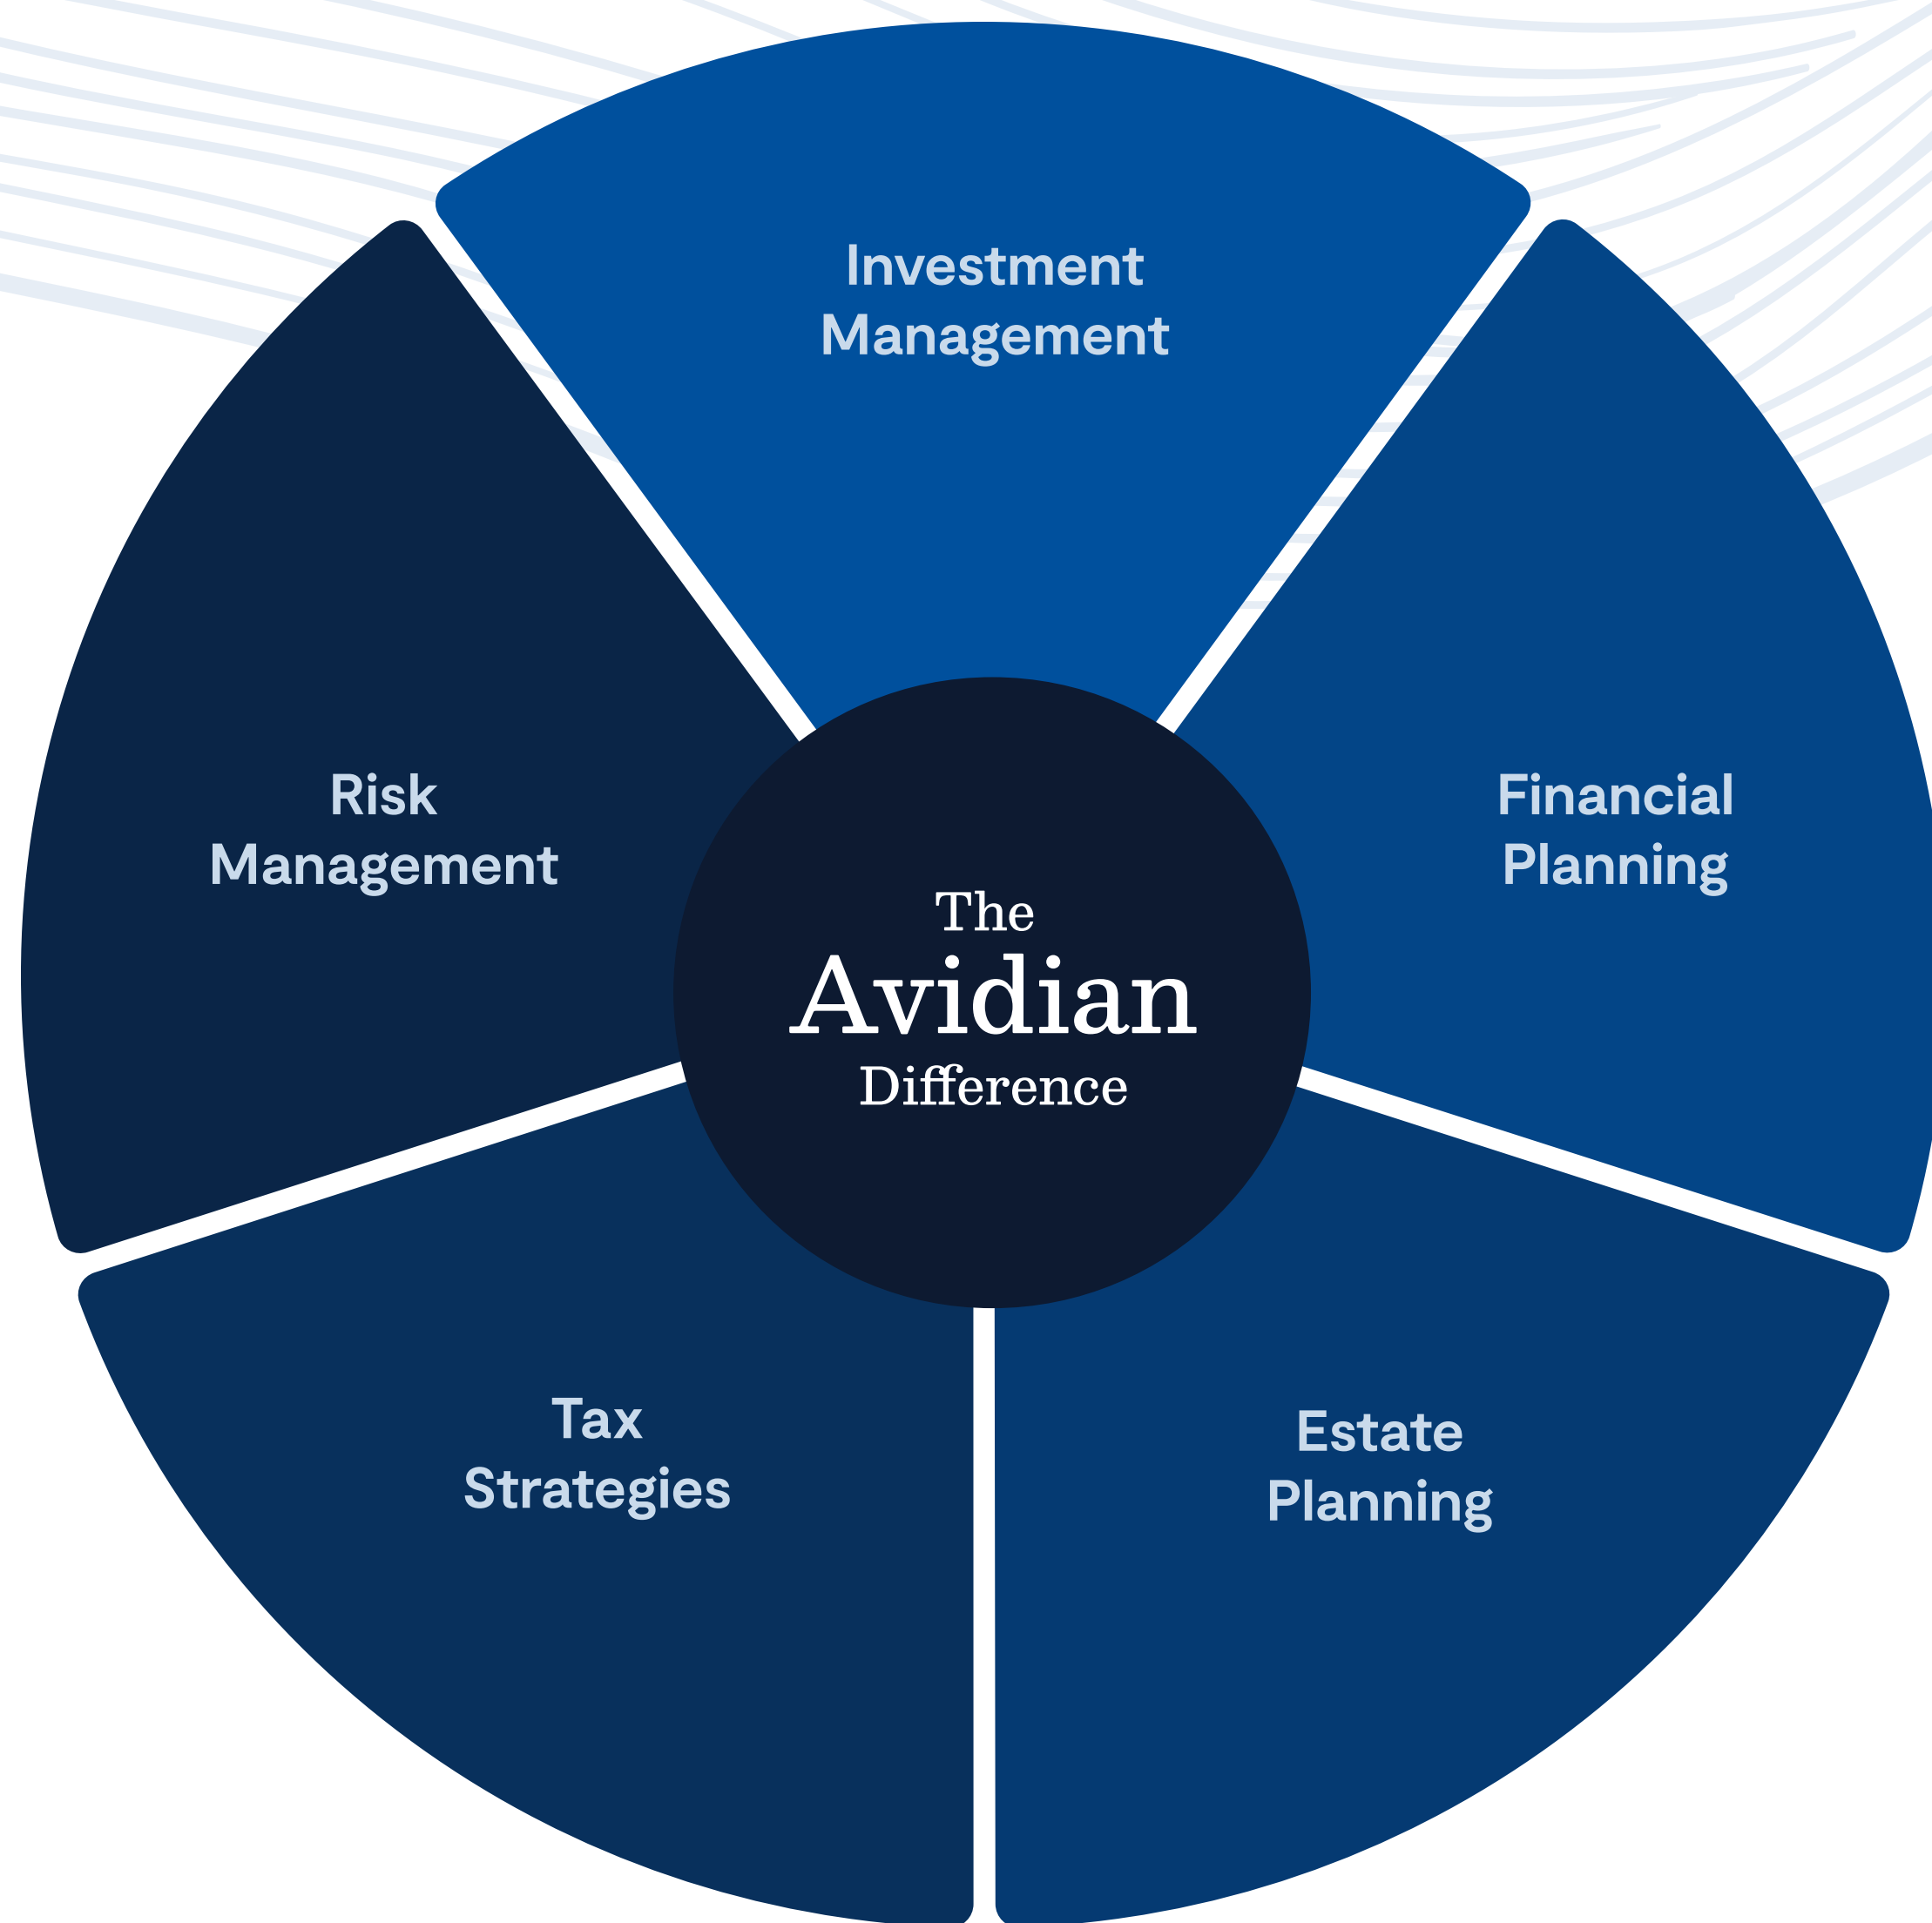 Investment
Management
Risk
Management
Financial
Planning
The
Avidian
Difference
Tax
Strategies
Estate
Planning